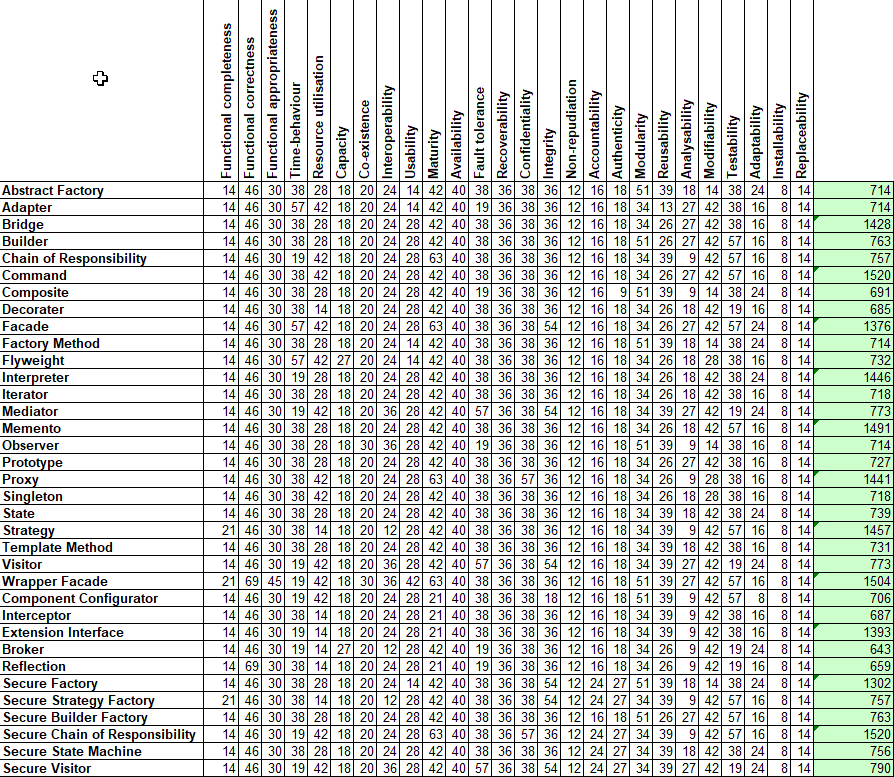 Functional completeness
Functional correctness
Functional appropriateness
Time-behaviour
Resource utilisation
Capacity
Co-existence
Interoperability
Usability
Maturity
Availability
Fault tolerance
Recoverability
Confidentiality
Integrity
Non-repudiation
Accountability
Authenticity
Modularity
Reusability
Analysability
Modifiability
Testability
Adaptability
Installability
Replaceability
Abstract Factory 14 46 30 38 28 18 20 24 14 42 40 38 36 38 36 12 16 18 51 39 18 14 38 24 8 14 714
Adapter 14 46 30 57 42 18 20 24 14 42 40 19 36 38 36 12 16 18 34 13 27 42 38 16 8 14 714
Bridge 14 46 30 38 28 18 20 24 28 42 40 38 36 38 36 12 16 18 34 26 27 42 38 16 8 14 1428
Builder 14 46 30 38 28 18 20 24 28 42 40 38 36 38 36 12 16 18 51 26 27 42 57 16 8 14 763
Chain of Responsibility 14 46 30 19 42 18 20 24 28 63 40 38 36 38 36 12 16 18 34 39 9 42 57 16 8 14 757
Command 14 46 30 38 42 18 20 24 28 42 40 38 36 38 36 12 16 18 34 26 27 42 57 16 8 14 1520
Composite 14 46 30 38 28 18 20 24 28 42 40 19 36 38 36 12 16 9 51 39 9 14 38 24 8 14 691
Decorater 14 46 30 38 14 18 20 24 28 42 40 38 36 38 36 12 16 18 34 26 18 42 19 16 8 14 685
Facade 14 46 30 57 42 18 20 24 28 63 40 38 36 36 54 12 16 18 34 26 27 42 57 24 8 14 1376
Factory Method 14 46 30 38 28 18 20 24 14 42 40 38 36 38 36 12 16 18 51 39 18 14 38 24 8 14 714
Flyweight 14 46 30 57 42 27 20 24 14 42 40 38 36 38 36 12 16 18 34 26 18 28 38 16 8 14 732
Interpreter 14 46 30 19 28 18 20 24 28 42 40 38 36 38 36 12 16 18 34 26 18 42 38 24 8 14 1446
Iterator 14 46 30 38 28 18 20 24 28 42 40 38 36 38 36 12 16 18 34 26 18 42 38 16 8 14 718
Mediator 14 46 30 19 42 18 20 36 28 42 40 57 36 38 54 12 16 18 34 39 27 42 19 24 8 14 773
Memento 14 46 30 38 28 18 20 24 28 42 40 38 36 38 36 12 16 18 34 26 18 42 57 16 8 14 1491
Observer 14 46 30 38 28 18 30 36 28 42 40 19 36 38 36 12 16 18 51 39 9 14 38 16 8 14 714
Prototype 14 46 30 38 28 18 20 24 28 42 40 38 36 38 36 12 16 18 34 26 27 42 38 16 8 14 727
Proxy 14 46 30 38 42 18 20 24 28 63 40 38 36 57 36 12 16 18 34 26 9 28 38 16 8 14 1441
Singleton 14 46 30 38 42 18 20 24 28 42 40 38 36 38 36 12 16 18 34 26 18 28 38 16 8 14 718
State 14 46 30 38 28 18 20 24 28 42 40 38 36 38 36 12 16 18 34 39 18 42 38 24 8 14 739
Strategy 21 46 30 38 14 18 20 12 28 42 40 38 36 38 36 12 16 18 34 39 9 42 57 16 8 14 1457
Template Method 14 46 30 38 28 18 20 24 28 42 40 38 36 38 36 12 16 18 34 39 18 42 38 16 8 14 731
Visitor 14 46 30 19 42 18 20 36 28 42 40 57 36 38 54 12 16 18 34 39 27 42 19 24 8 14 773
Wrapper Facade 21 69 45 19 42 18 30 36 42 63 40 38 36 38 36 12 16 18 51 39 27 42 57 16 8 14 1504
Component Configurator 14 46 30 19 42 18 20 24 28 21 40 38 36 36 18 12 16 18 51 39 9 42 57 8 8 14 706
Interceptor 14 46 30 38 14 18 20 24 28 21 40 38 36 38 36 12 16 18 34 39 9 42 38 16 8 14 687
Extension Interface 14 46 30 19 14 18 20 24 28 21 40 38 36 38 36 12 16 18 34 39 9 42 38 16 8 14 1393
Broker 14 46 30 19 14 27 20 12 28 42 40 19 36 38 36 12 16 18 34 26 9 42 19 24 8 14 643
Reflection 14 69 30 38 14 18 20 24 28 21 40 19 36 38 36 12 16 18 34 26 9 42 19 16 8 14 659
Secure Factory 14 46 30 38 28 18 20 24 14 42 40 38 36 38 54 12 24 27 51 39 18 14 38 24 8 14 1302
Secure Strategy Factory 21 46 30 38 14 18 20 12 28 42 40 38 36 38 54 12 24 27 34 39 9 42 57 16 8 14 757
Secure Builder Factory 14 46 30 38 28 18 20 24 28 42 40 38 36 38 36 12 16 18 51 26 27 42 57 16 8 14 763
Secure Chain of Responsibility 14 46 30 19 42 18 20 24 28 63 40 38 36 57 36 12 24 27 34 39 9 42 57 16 8 14 1520
Secure State Machine 14 46 30 38 28 18 20 24 28 42 40 38 36 38 36 12 24 27 34 39 18 42 38 24 8 14 756
Secure Visitor 14 46 30 19 42 18 20 36 28 42 40 57 36 38 54 12 24 27 34 39 27 42 19 24 8 14 790